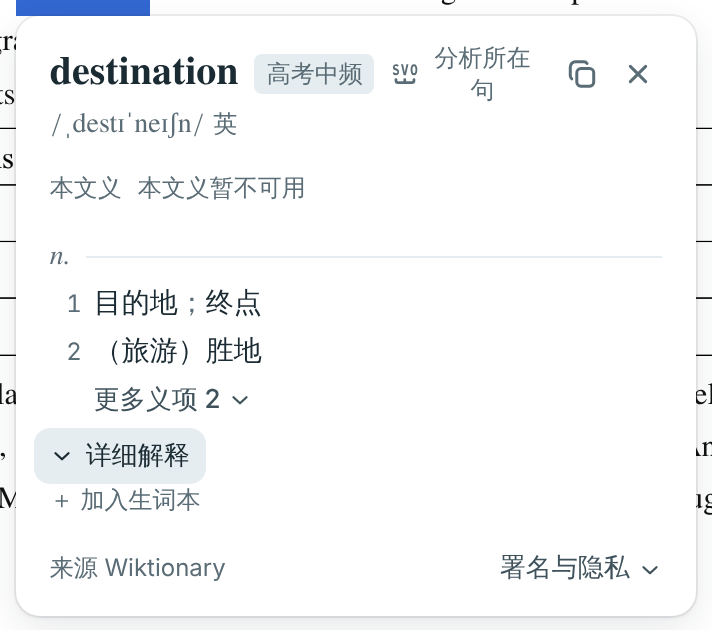 destination 高考中频 SVO 分析所在句
/ˌdestɪˈneɪʃn/ 英
本文义 本文义暂不可用
n.
1 目的地；终点
2 （旅游）胜地
更多义项 2
详细解释
+ 加入生词本
来源 Wiktionary 署名与隐私